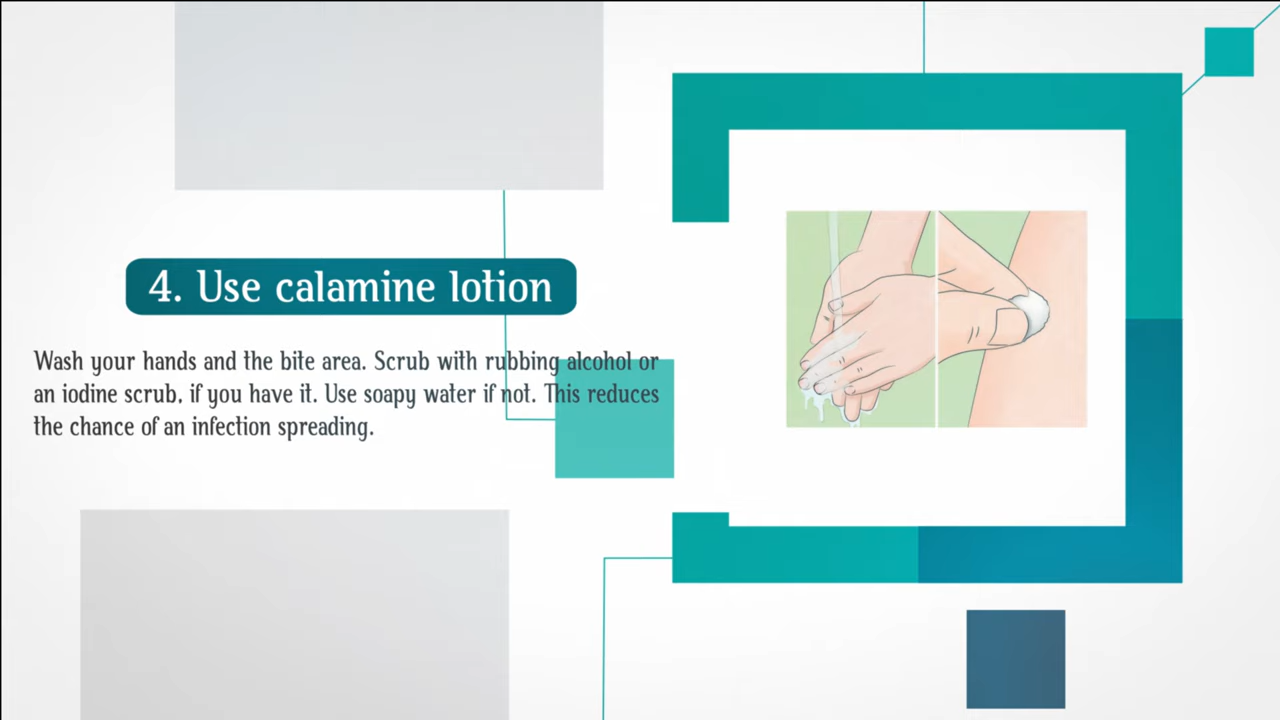 4. Use calamine lotion
Wash your hands and the bite area. Scrub with rubbing alcohol or
an iodine scrub, if you have it. Use soapy water if not. This reduces
the chance of an infection spreading.